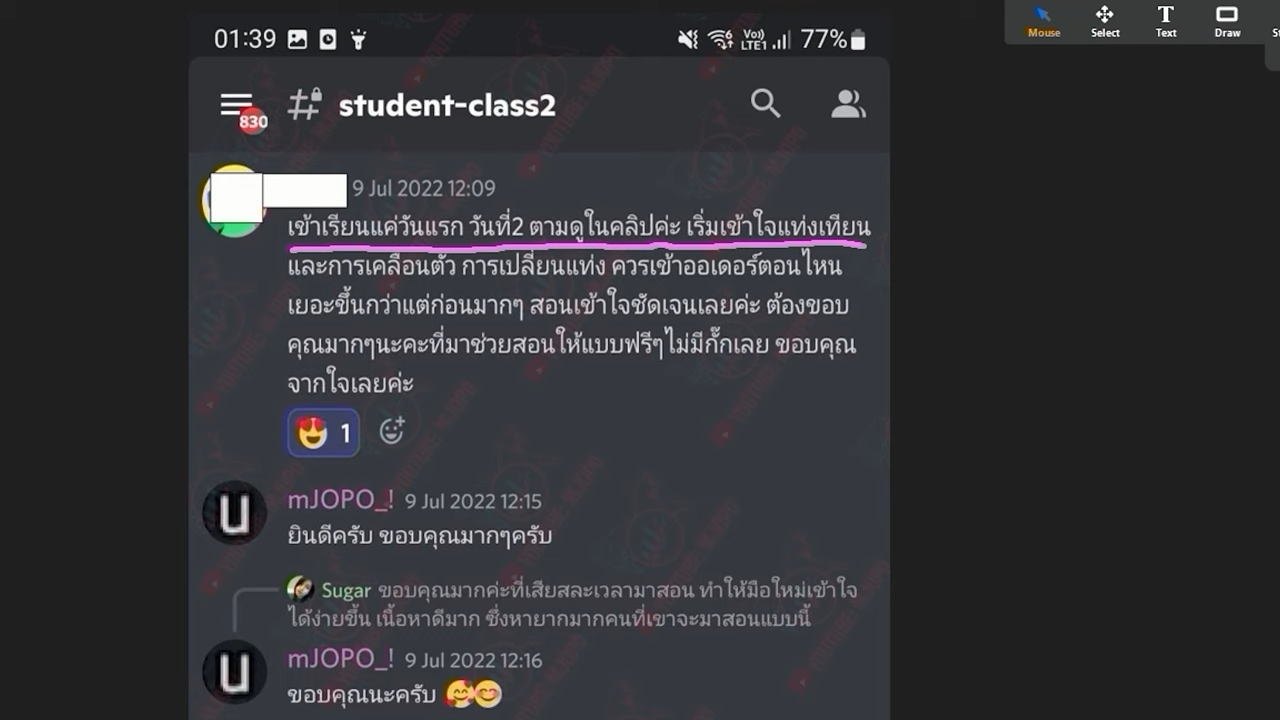 Mouse
Select
Text
Draw
01:39
Vo))
LTE1
77%
830
student-class2
9 Jul 2022 12:09
เข้าเรียนแค่วันแรก วันที่2 ตามดูในคลิปค่ะ เริ่มเข้าใจแท่งเทียน
และการเคลื่อนตัว การเปลี่ยนแท่ง ควรเข้าออเดอร์ตอนไหน
เยอะขึ้นกว่าแต่ก่อนมากๆ สอนเข้าใจชัดเจนเลยค่ะ ต้องขอบ
คุณมากๆนะคะที่มาช่วยสอนให้แบบฟรีๆไม่มีกั๊กเลย ขอบคุณ
จากใจเลยค่ะ
1
mJOPO_! 9 Jul 2022 12:15
ยินดีครับ ขอบคุณมากๆครับ
Sugar ขอบคุณมากค่ะที่เสียสละเวลามาสอน ทำให้มือใหม่เข้าใจ
ได้ง่ายขึ้น เนื้อหาดีมาก ซึ่งหายากมากคนที่เขาจะมาสอนแบบนี้
mJOPO_! 9 Jul 2022 12:16
ขอบคุณนะครับ 🥰😊